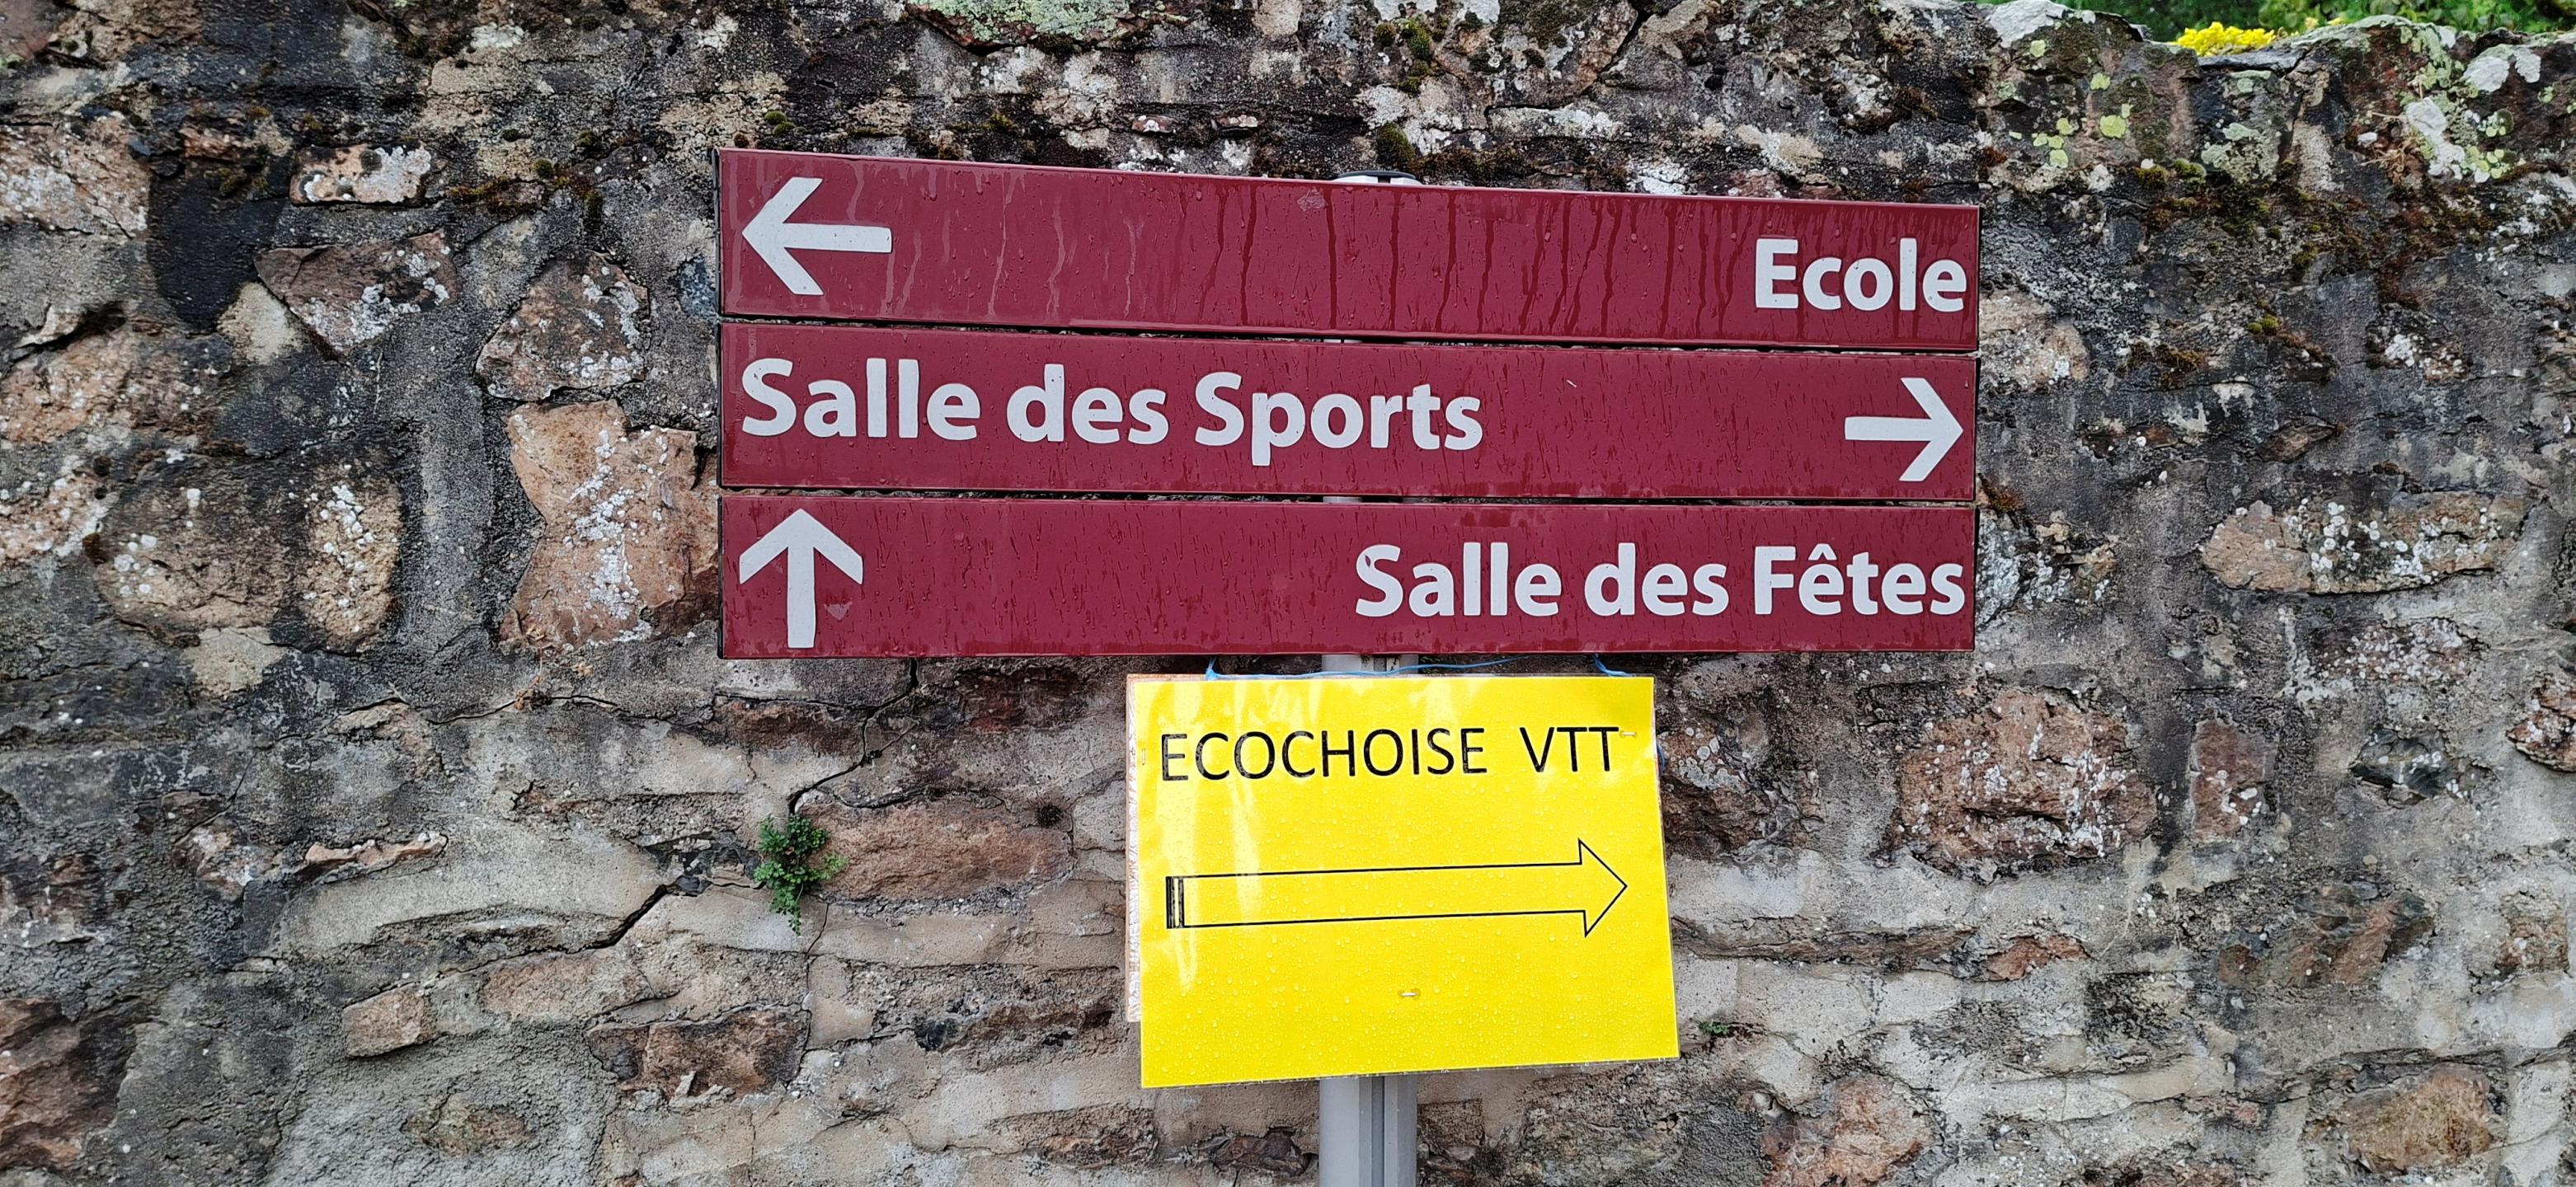 Ecole
Salle des Sports
Salle des Fêtes
ECOCHOISE VTT